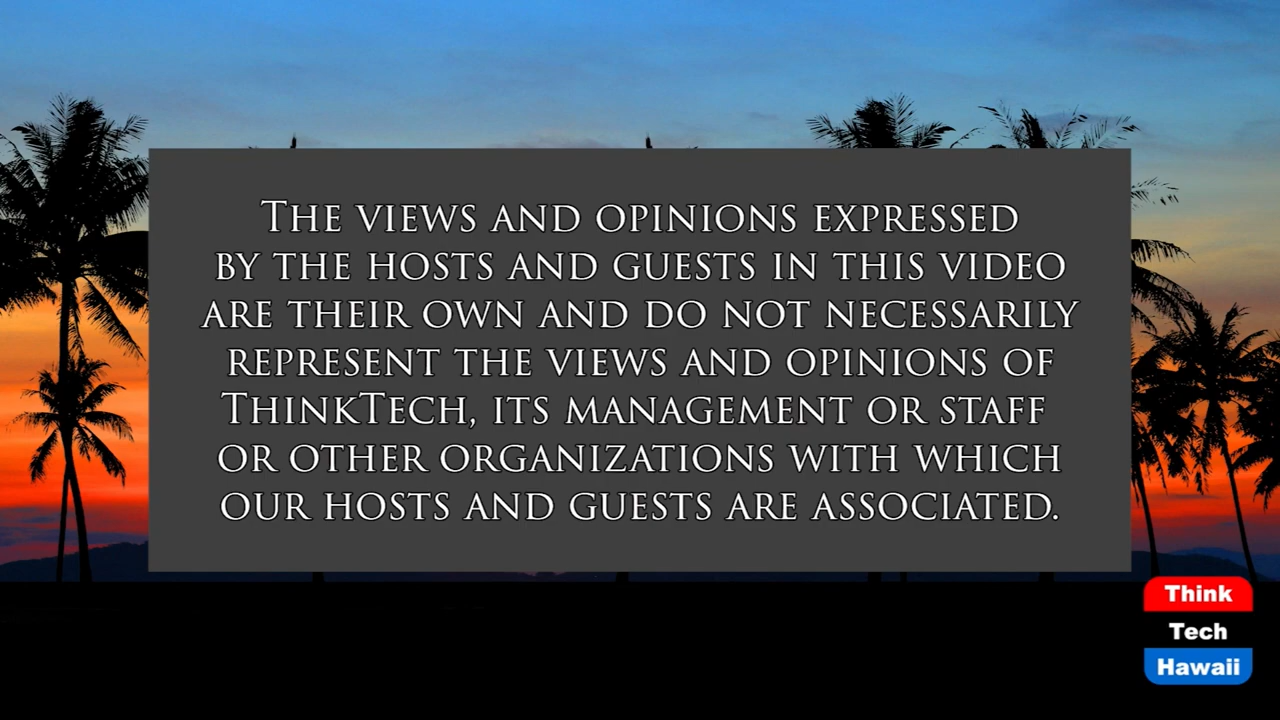 The views and opinions expressed
by the hosts and guests in this video
are their own and do not necessarily
represent the views and opinions of
ThinkTech, its management or staff
or other organizations with which
our hosts and guests are associated.
Think
Tech
Hawaii